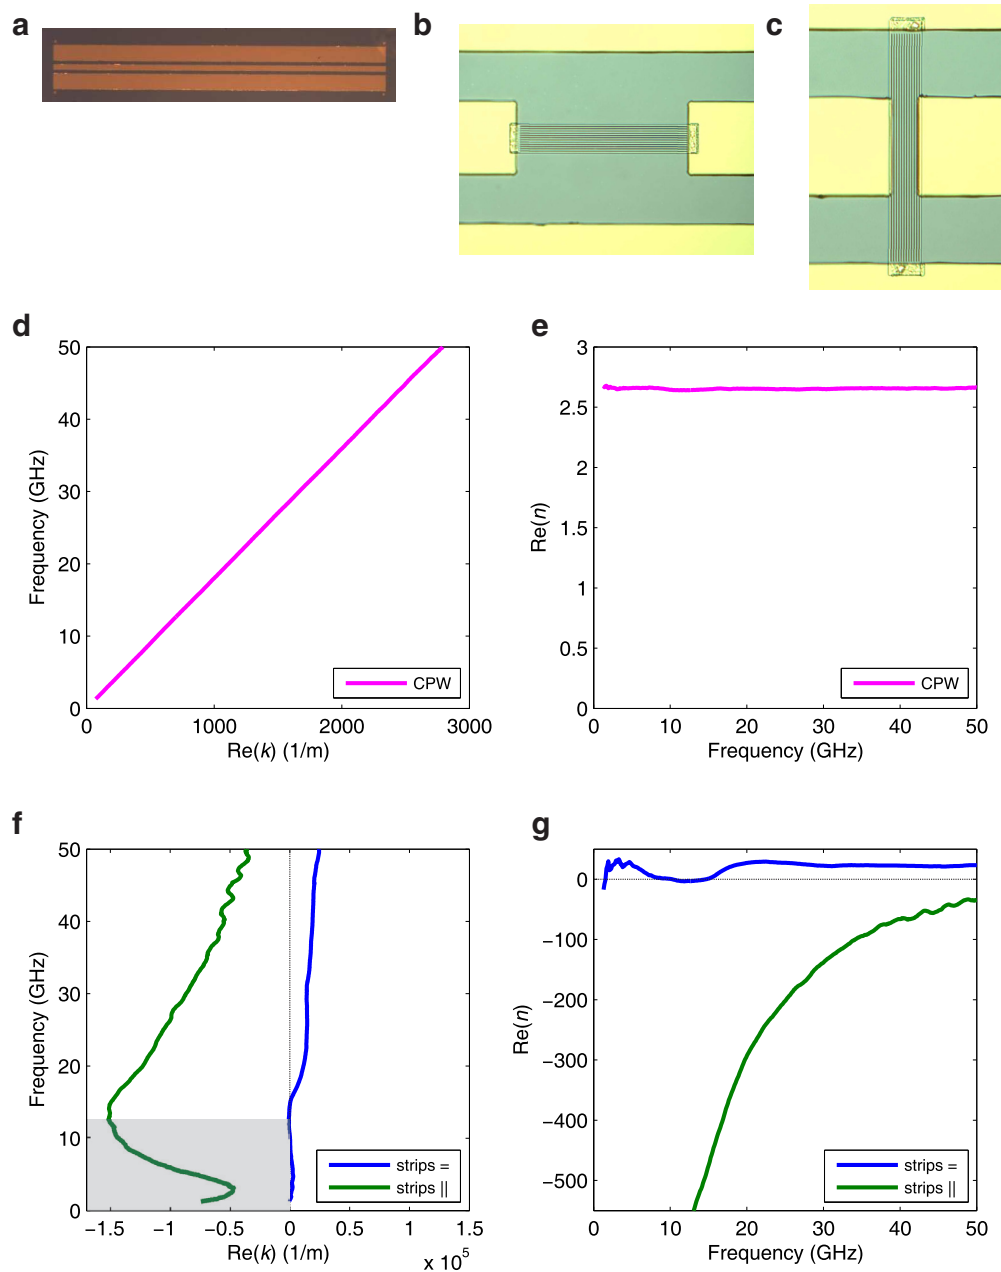 a
b
c
d
e
50
40
30
20
10
0
Frequency (GHz)
0
1000
2000
3000
Re(k) (1/m)
CPW
3
2.5
2
1.5
1
0.5
0
Re(n)
0
10
20
30
40
50
Frequency (GHz)
CPW
f
g
50
40
30
20
10
0
Frequency (GHz)
−1.5
−1
−0.5
0
0.5
1
1.5
Re(k) (1/m)
x 10⁵
strips =
strips ||
0
−100
−200
−300
−400
−500
Re(n)
0
10
20
30
40
50
Frequency (GHz)
strips =
strips ||